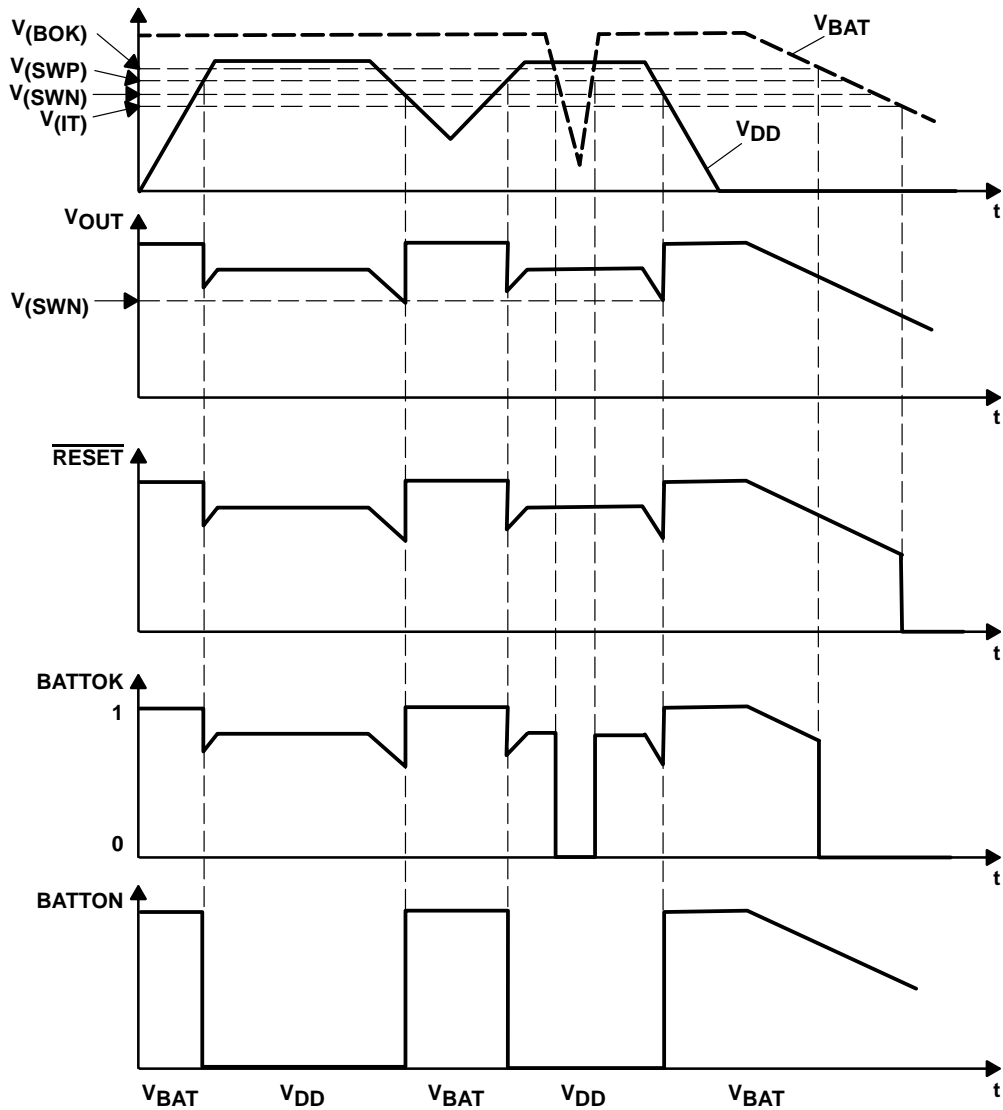 V(BOK)
V(SWP)
V(SWN)
V(IT)
VBAT
VDD
t
VOUT
V(SWN)
t
RESET
t
BATTOK
1
0
t
BATTON
t
VBAT VDD VBAT VDD VBAT